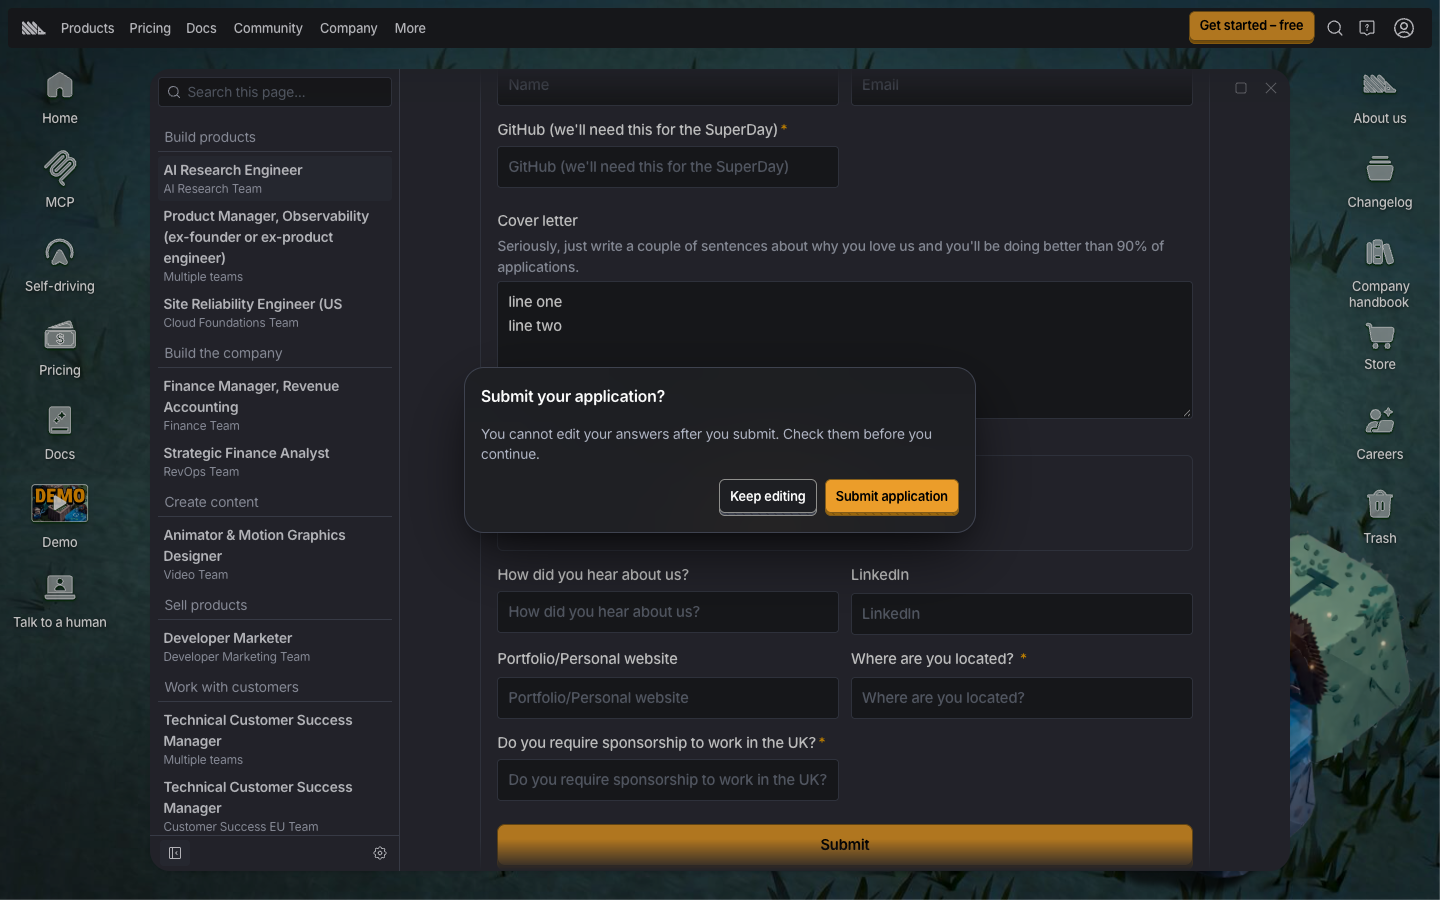 Products
Pricing
Docs
Community
Company
More
Get started – free
Home
MCP
Self-driving
Pricing
Docs
DEMO
Demo
Talk to a human
Search this page...
Build products
AI Research Engineer
AI Research Team
Product Manager, Observability
(ex-founder or ex-product
engineer)
Multiple teams
Site Reliability Engineer (US
Cloud Foundations Team
Build the company
Finance Manager, Revenue
Accounting
Finance Team
Strategic Finance Analyst
RevOps Team
Create content
Animator & Motion Graphics
Designer
Video Team
Sell products
Developer Marketer
Developer Marketing Team
Work with customers
Technical Customer Success
Manager
Multiple teams
Technical Customer Success
Manager
Customer Success EU Team
Name
Email
GitHub (we'll need this for the SuperDay) *
GitHub (we'll need this for the SuperDay)
Cover letter
Seriously, just write a couple of sentences about why you love us and you'll be doing better than 90% of
applications.
line one
line two
Submit your application?
You cannot edit your answers after you submit. Check them before you
continue.
Keep editing
Submit application
How did you hear about us?
LinkedIn
How did you hear about us?
LinkedIn
Portfolio/Personal website
Where are you located? *
Portfolio/Personal website
Where are you located?
Do you require sponsorship to work in the UK? *
Do you require sponsorship to work in the UK?
Submit
About us
Changelog
Company
handbook
Store
Careers
Trash